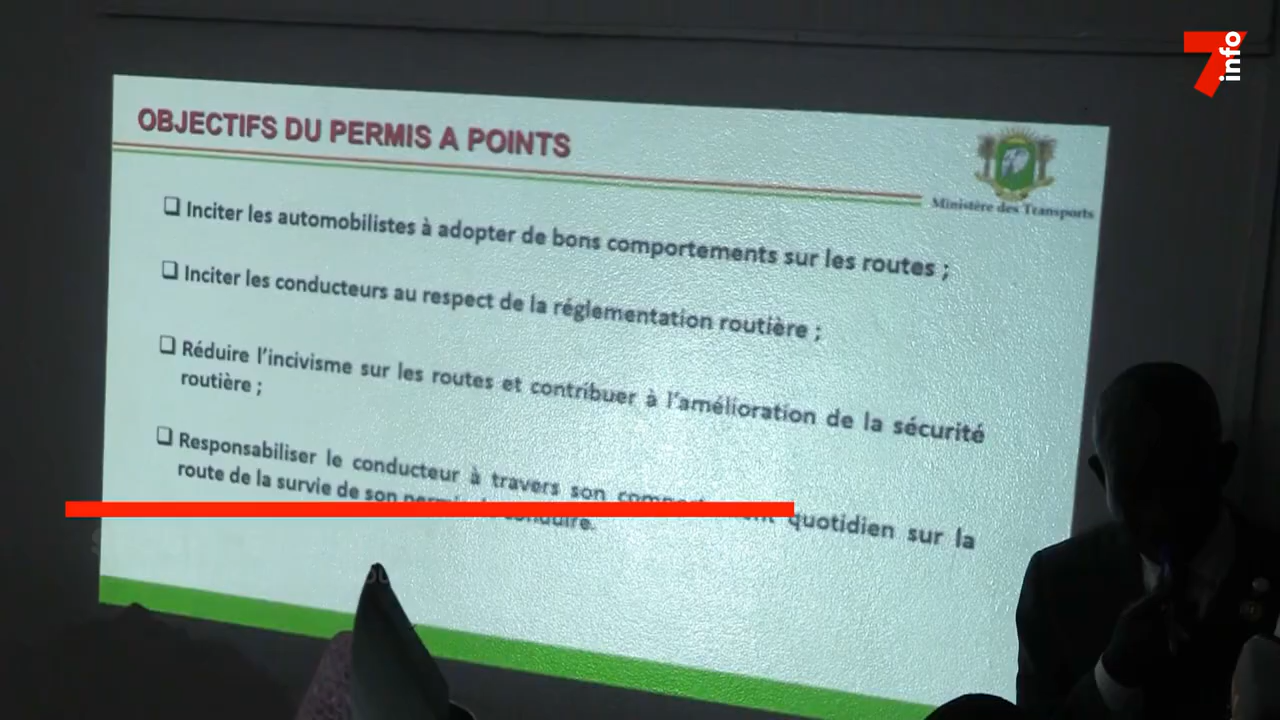 7
info
OBJECTIFS DU PERMIS A POINTS
Ministère des Transports
❑ Inciter les automobilistes à adopter de bons comportements sur les routes ;
❑ Inciter les conducteurs au respect de la réglementation routière ;
❑ Réduire l'incivisme sur les routes et contribuer à l'amélioration de la sécurité
routière ;
❑ Responsabiliser le conducteur à travers son quotidien sur la
route de la survie de son conduire.